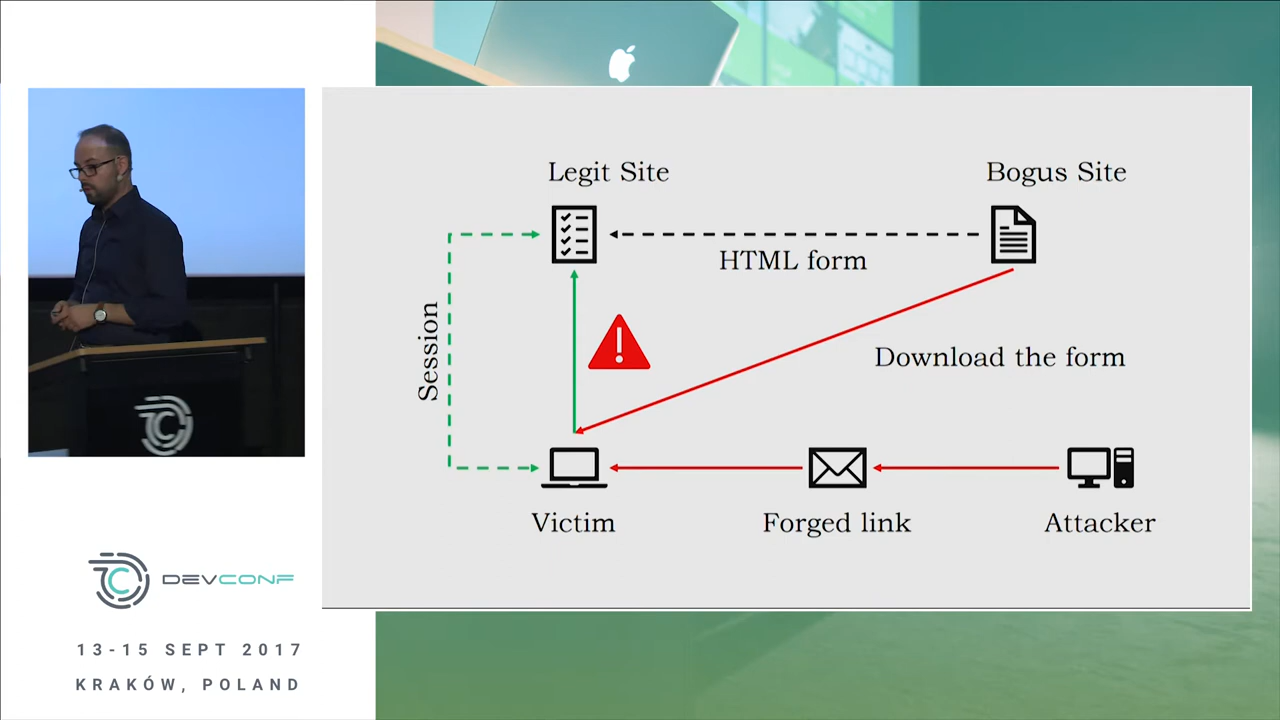 Legit Site
Bogus Site
HTML form
Session
Download the form
Victim
Forged link
Attacker
DEVCONF
13-15 SEPT 2017
KRAKÓW, POLAND